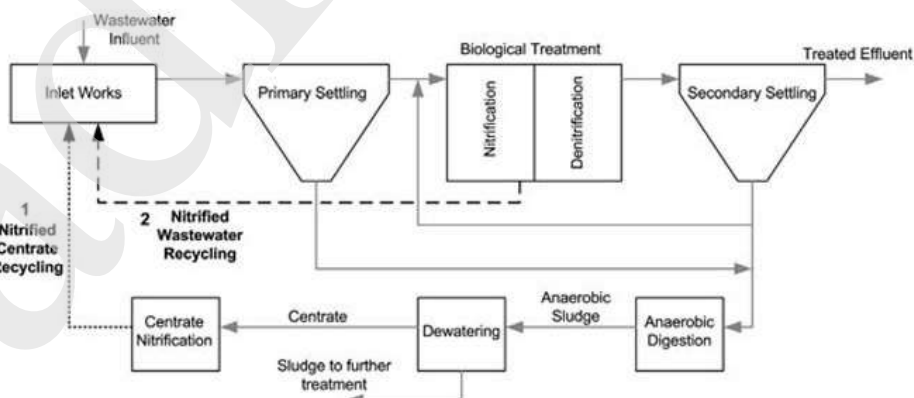 Wastewater
Influent
Inlet Works
Primary Settling
Biological Treatment
Nitrification
Denitrification
Secondary Settling
Treated Effluent
1
Nitrified
Centrate
Recycling
2 Nitrified
Wastewater
Recycling
Centrate
Nitrification
Centrate
Dewatering
Anaerobic
Sludge
Anaerobic
Digestion
Sludge to further
treatment